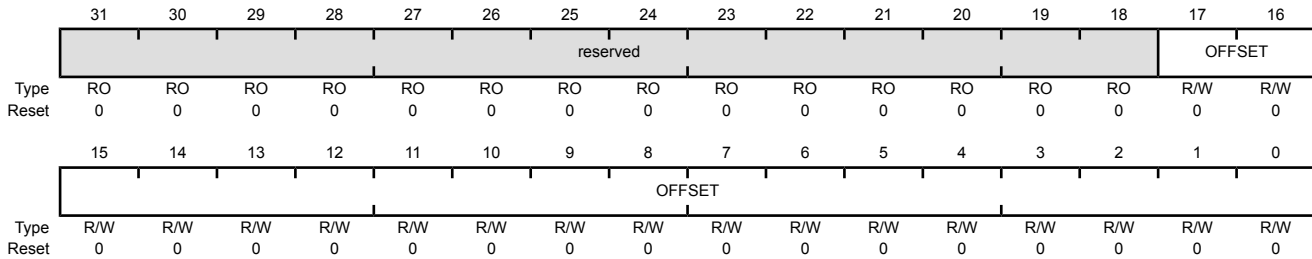 31 30 29 28 27 26 25 24 23 22 21 20 19 18 17 16
reserved OFFSET
Type RO RO RO RO RO RO RO RO RO RO RO RO RO RO R/W R/W
Reset 0 0 0 0 0 0 0 0 0 0 0 0 0 0 0 0
15 14 13 12 11 10 9 8 7 6 5 4 3 2 1 0
OFFSET
Type R/W R/W R/W R/W R/W R/W R/W R/W R/W R/W R/W R/W R/W R/W R/W R/W
Reset 0 0 0 0 0 0 0 0 0 0 0 0 0 0 0 0